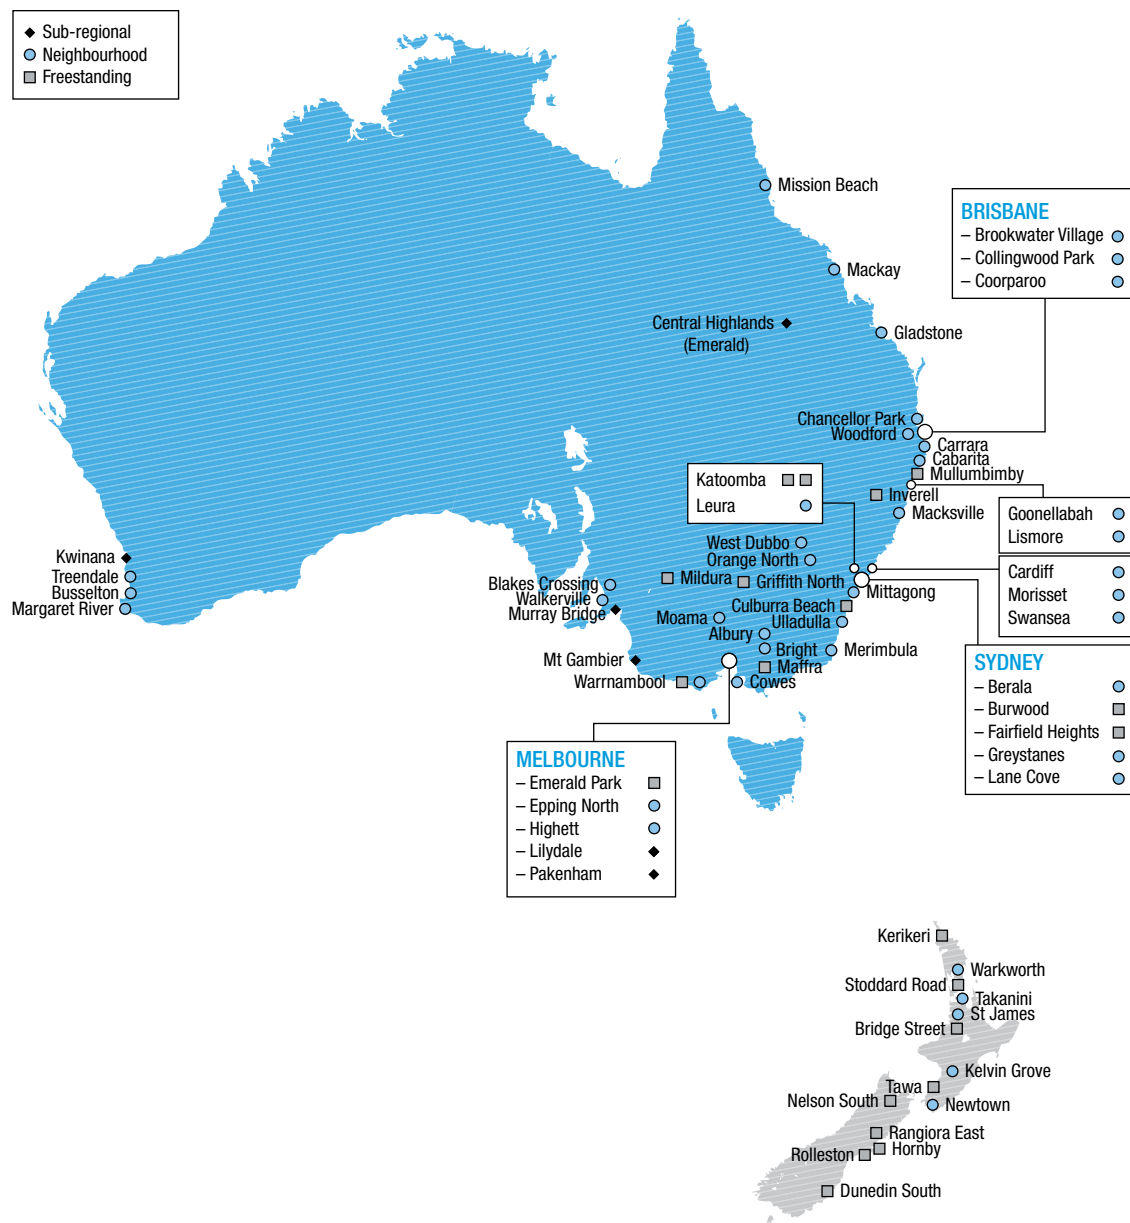 Sub-regional
Neighbourhood
Freestanding
Mission Beach
Mackay
Central Highlands
(Emerald)
Gladstone
BRISBANE
– Brookwater Village
– Collingwood Park
– Coorparoo
Chancellor Park
Woodford
Carrara
Cabarita
Mullumbimby
Inverell
Macksville
Katoomba
Leura
Goonellabah
Lismore
West Dubbo
Orange North
Mildura
Griffith North
Mittagong
Cardiff
Morisset
Swansea
Kwinana
Treendale
Busselton
Margaret River
Blakes Crossing
Walkerville
Murray Bridge
Culburra Beach
Ulladulla
Moama
Albury
Bright
Merimbula
Mt Gambier
Maffra
Warrnambool
Cowes
SYDNEY
– Berala
– Burwood
– Fairfield Heights
– Greystanes
– Lane Cove
MELBOURNE
– Emerald Park
– Epping North
– Highett
– Lilydale
– Pakenham
Kerikeri
Warkworth
Stoddard Road
Takanini
St James
Bridge Street
Kelvin Grove
Tawa
Nelson South
Newtown
Rangiora East
Hornby
Rolleston
Dunedin South